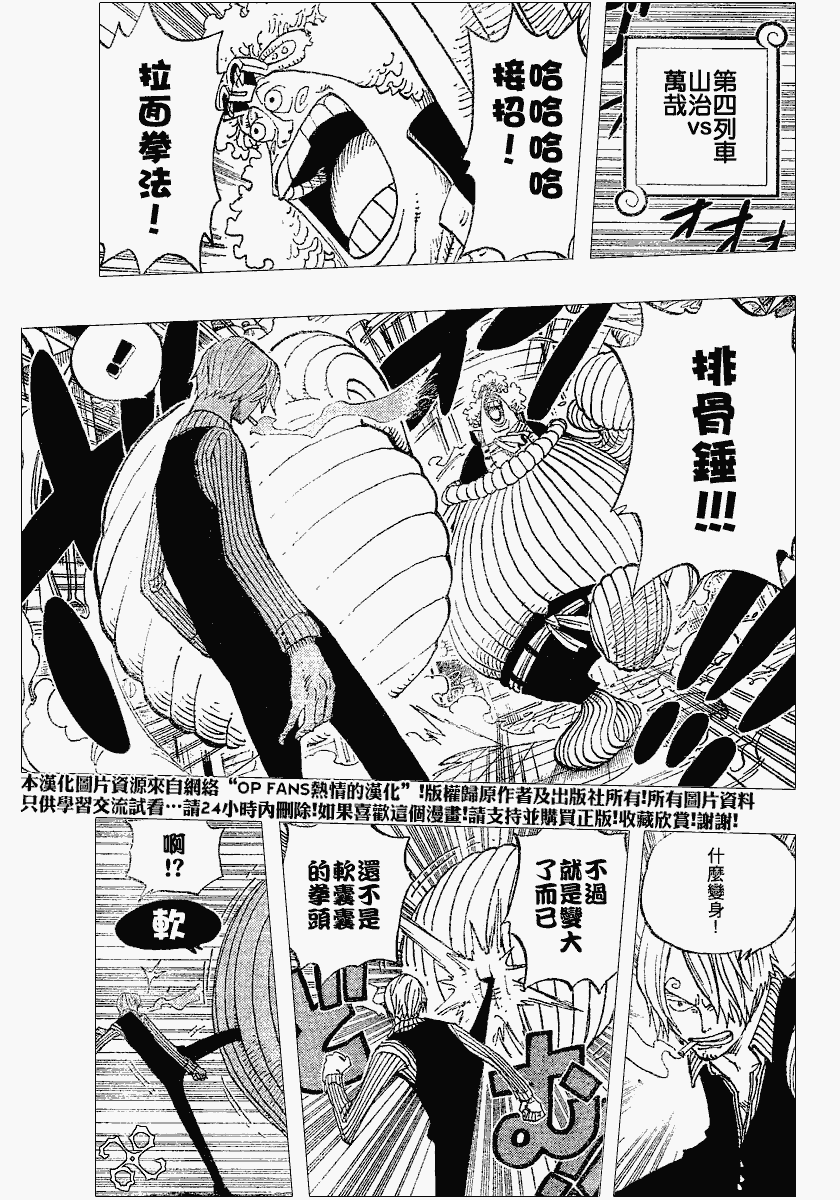 第四列車
山治vs
萬哉
オオオ
哈哈哈哈
接招！
拉面拳法！
排骨錘!!!
!
本漢化圖片資源來自網絡“OP FANS熱情的漢化”！版權歸原作者及出版社所有！所有圖片資料
只供學習交流試看…請24小時內刪除！如果喜歡這個漫畫！請支持並購買正版！收藏欣賞！謝謝！
什麼變身！
不過
就是變大
了而已
還不是
軟囊囊
的拳頭
む
啊
!?
軟